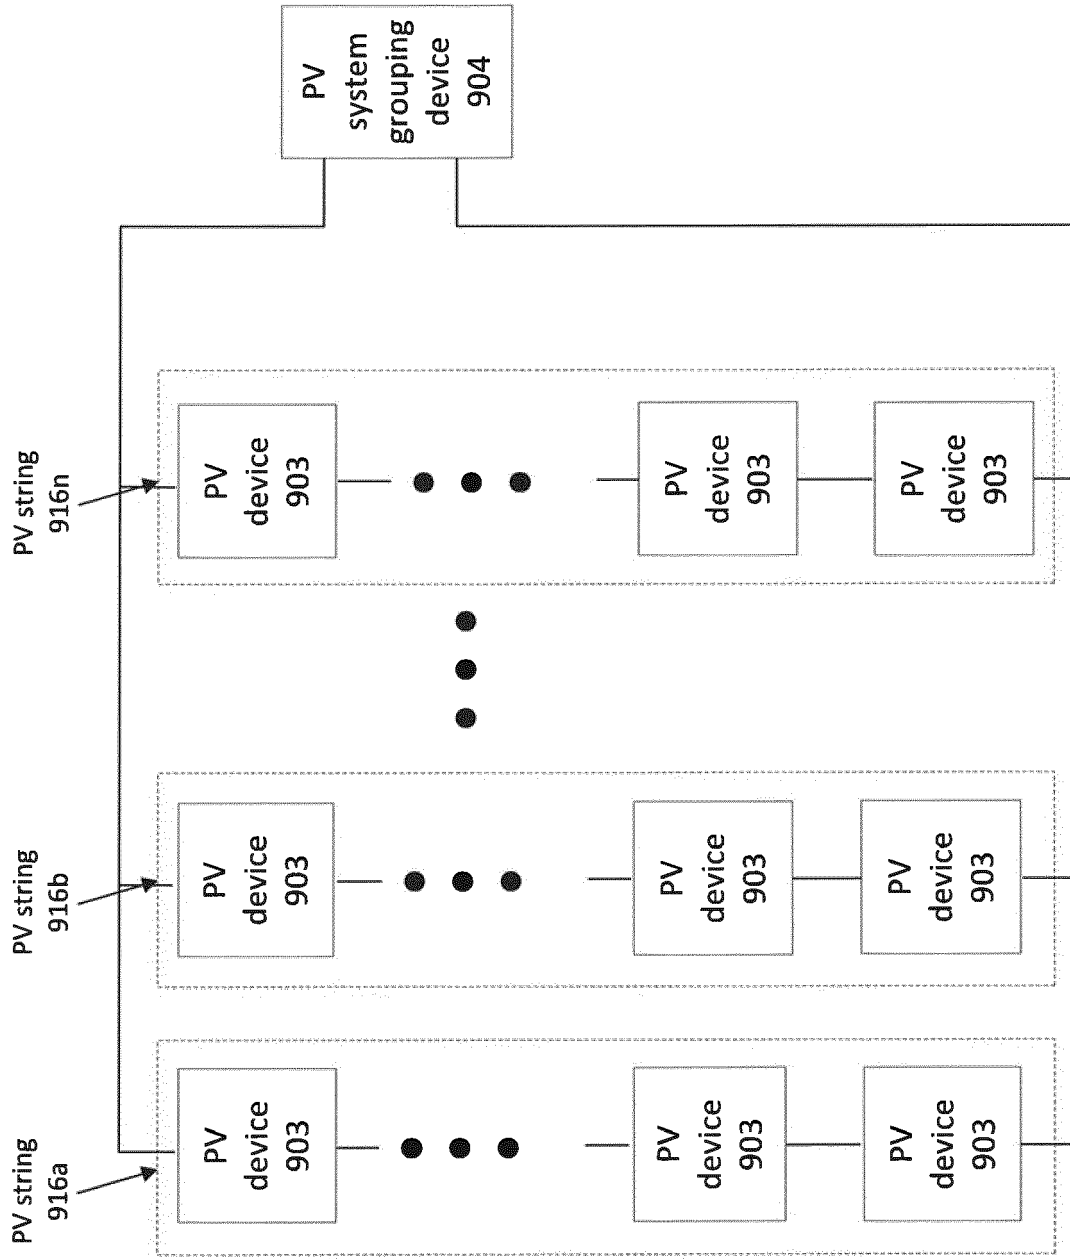 PV string
916a
PV string
916b
PV string
916n
PV
device
903
PV
device
903
PV
device
903
PV
device
903
PV
device
903
PV
device
903
PV
device
903
PV
device
903
PV
device
903
PV
system
grouping
device
904